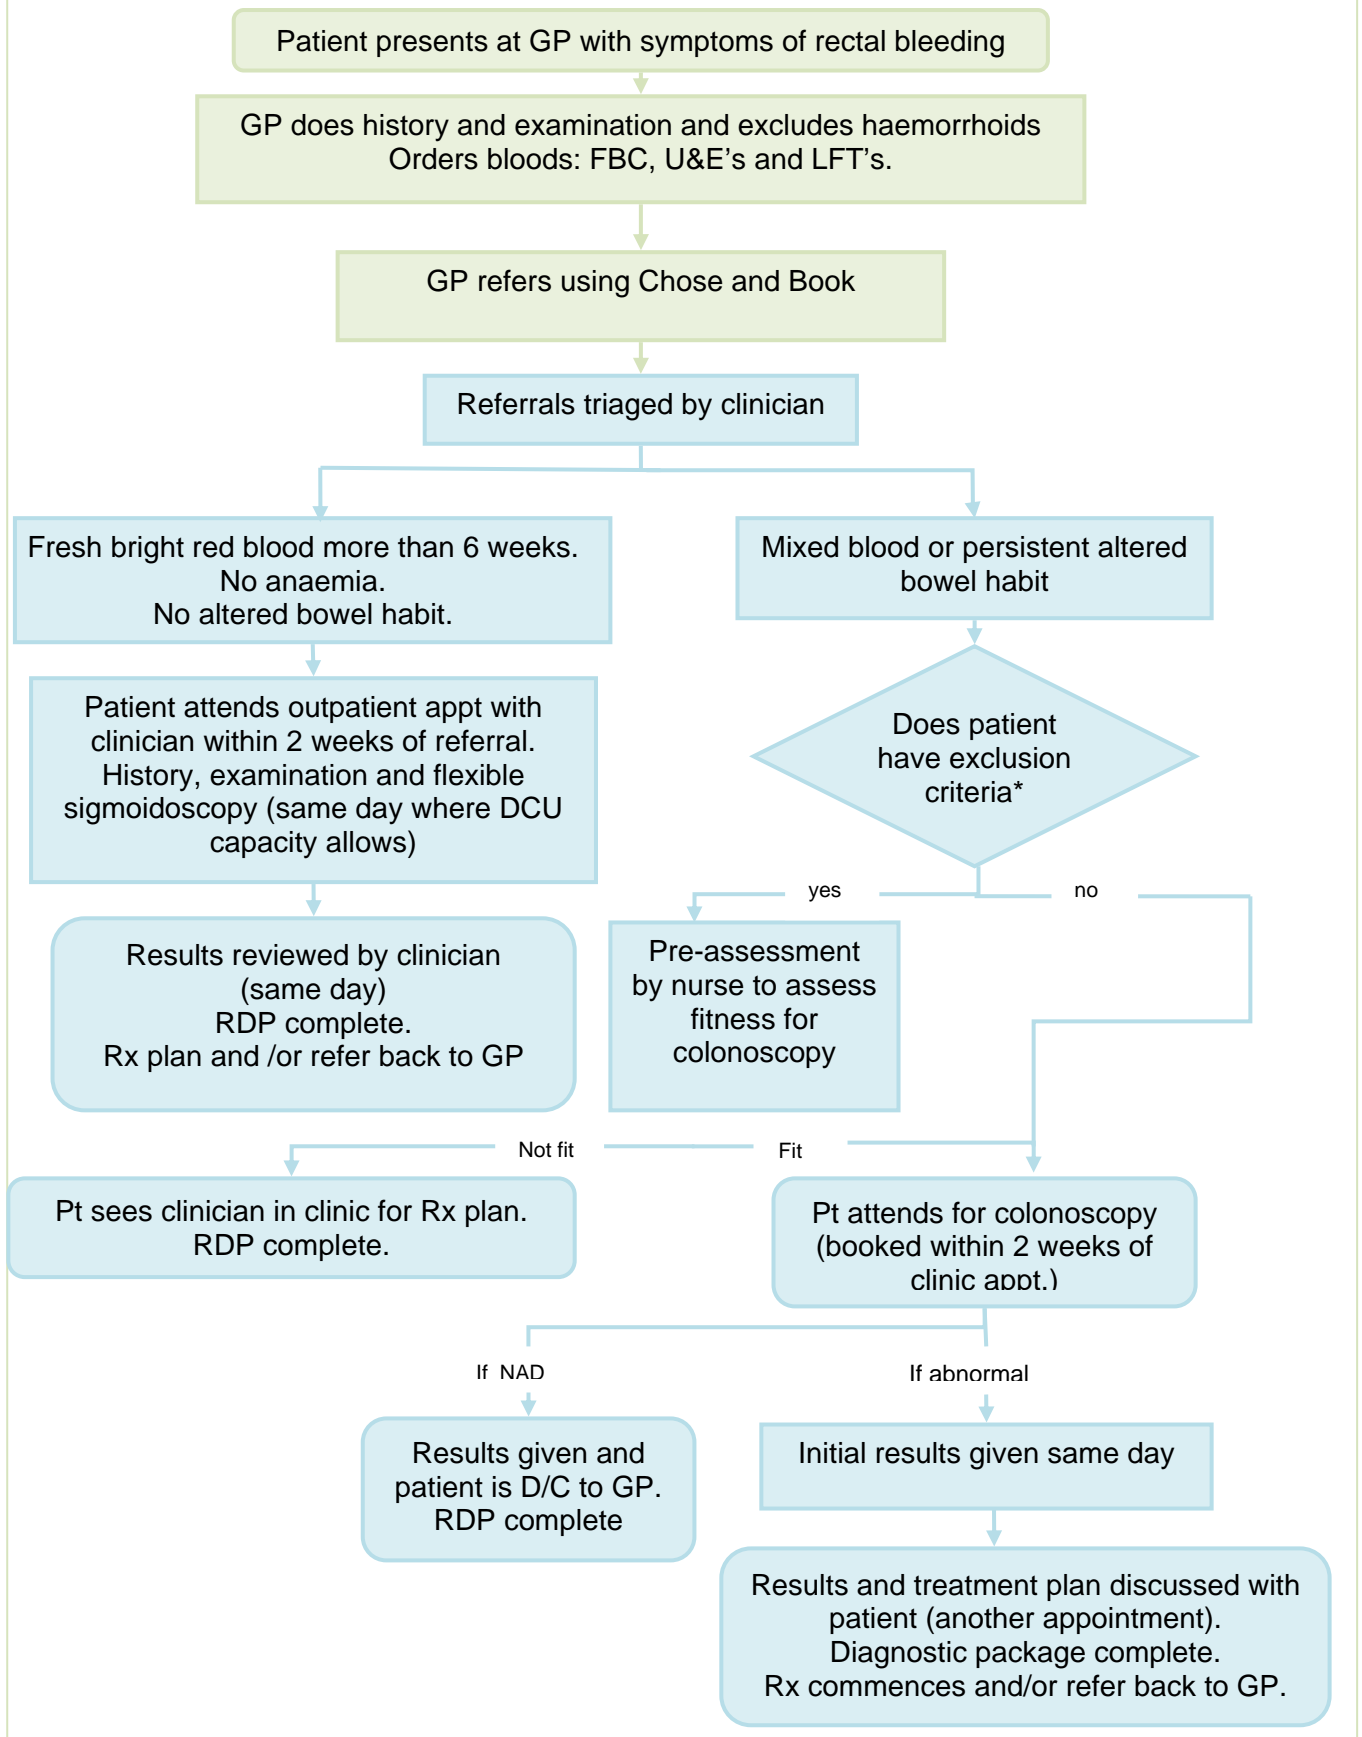 Patient presents at GP with symptoms of rectal bleeding
GP does history and examination and excludes haemorrhoids
Orders bloods: FBC, U&E’s and LFT’s.
GP refers using Chose and Book
Referrals triaged by clinician
Fresh bright red blood more than 6 weeks.
No anaemia.
No altered bowel habit.
Mixed blood or persistent altered
bowel habit
Patient attends outpatient appt with
clinician within 2 weeks of referral.
History, examination and flexible
sigmoidoscopy (same day where DCU
capacity allows)
Does patient
have exclusion
criteria*
yes
no
Results reviewed by clinician
(same day)
RDP complete.
Rx plan and /or refer back to GP
Pre-assessment
by nurse to assess
fitness for
colonoscopy
Not fit
Fit
Pt sees clinician in clinic for Rx plan.
RDP complete.
Pt attends for colonoscopy
(booked within 2 weeks of
clinic appt.)
If NAD
If abnormal
Results given and
patient is D/C to GP.
RDP complete
Initial results given same day
Results and treatment plan discussed with
patient (another appointment).
Diagnostic package complete.
Rx commences and/or refer back to GP.